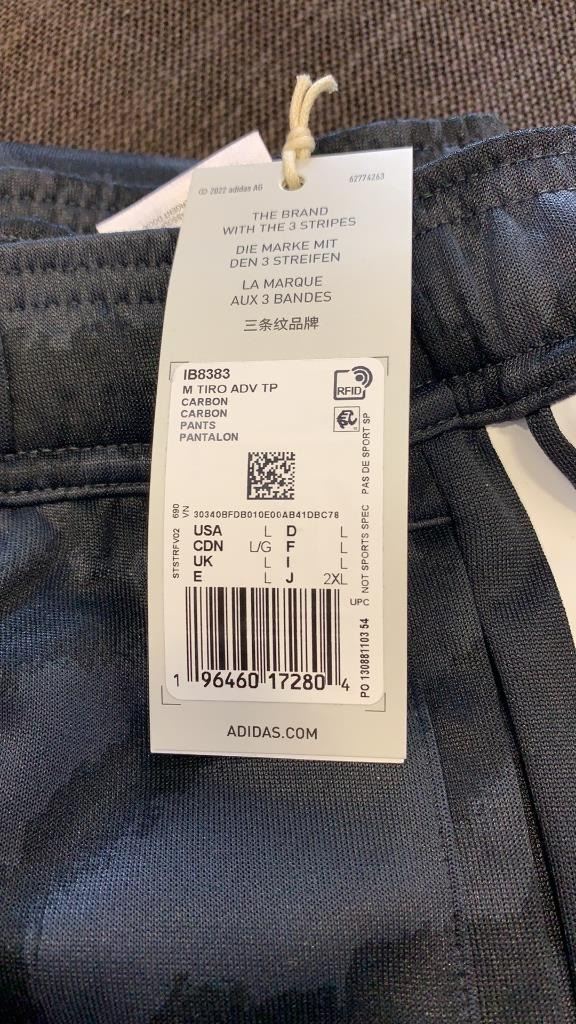 © 2022 adidas AG
62774263
THE BRAND
WITH THE 3 STRIPES
DIE MARKE MIT
DEN 3 STREIFEN
LA MARQUE
AUX 3 BANDES
三条纹品牌
IB8383
M TIRO ADV TP
CARBON
CARBON
PANTS
PANTALON
RFID
30340BFDB010E00AB41DBC78
STSTRFV02 690
VN
USA L D L
CDN L/G F L
UK L I L
E L J 2XL
NOT SPORTS SPEC PAS DE SPORT SP
UPC
PO 130881103 54
1 96460 17280 4
ADIDAS.COM